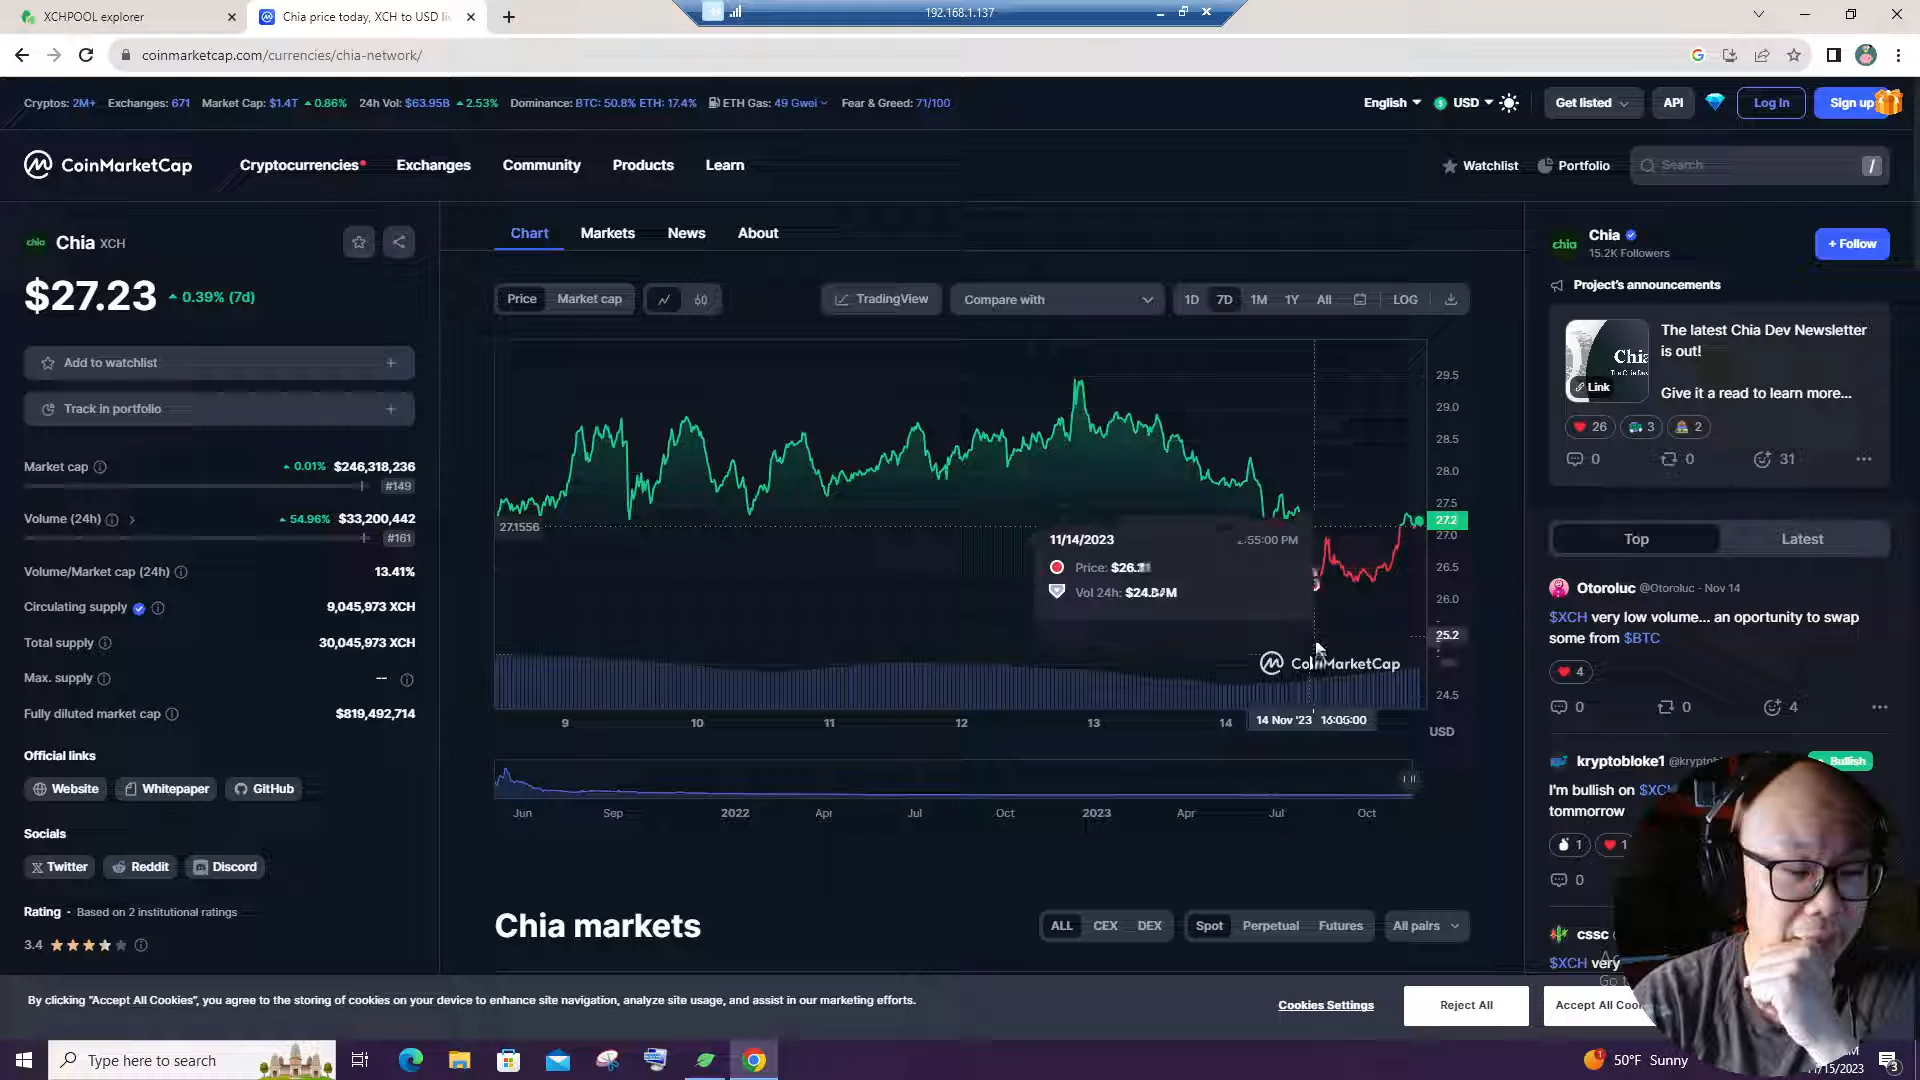 XCHPOOL explorer
Chia price today, XCH to USD li
192.168.1.137
coinmarketcap.com/currencies/chia-network/
Cryptos: 2M+ Exchanges: 671 Market Cap: $1.4T 0.86% 24h Vol: $63.95B 2.53% Dominance: BTC: 50.8% ETH: 17.4% ETH Gas: 49 Gwei Fear & Greed: 71/100
English USD Get listed API Log In Sign up
CoinMarketCap Cryptocurrencies Exchanges Community Products Learn
Watchlist Portfolio Search /
Chia XCH
$27.23 0.39% (7d)
Add to watchlist +
Track in portfolio +
Market cap 0.01% $246,318,236
#149
Volume (24h) 54.96% $33,200,442
#161
Volume/Market cap (24h) 13.41%
Circulating supply 9,045,973 XCH
Total supply 30,045,973 XCH
Max. supply --
Fully diluted market cap $819,492,714
Official links
Website Whitepaper GitHub
Socials
Twitter Reddit Discord
Rating · Based on 2 institutional ratings
3.4
Chart Markets News About
Price Market cap TradingView Compare with 1D 7D 1M 1Y All LOG
29.5
29.0
28.5
28.0
27.5
27.2
27.0
26.5
26.0
25.2
24.5
USD
27.1556
11/14/2023
Price:
Vol 24h:
CoinMarketCap
9 10 11 12 13 14 14 Nov '23 16:05:00
Jun Sep 2022 Apr Jul Oct 2023 Apr Jul Oct
Chia markets
ALL CEX DEX Spot Perpetual Futures All pairs
Chia
15.2K Followers
+ Follow
Project's announcements
The latest Chia Dev Newsletter
is out!
Give it a read to learn more...
Link
26 3 2
0 0 31
Top Latest
Otoroluc @Otoroluc · Nov 14
$XCH very low volume... an oportunity to swap
some from $BTC
4
0 0 4
kryptobloke1 Bullish
I'm bullish on
tommorrow
1 1
0
cssc
$XCH very
By clicking "Accept All Cookies", you agree to the storing of cookies on your device to enhance site navigation, analyze site usage, and assist in our marketing efforts.
Cookies Settings Reject All Accept All
Type here to search
50°F Sunny
3